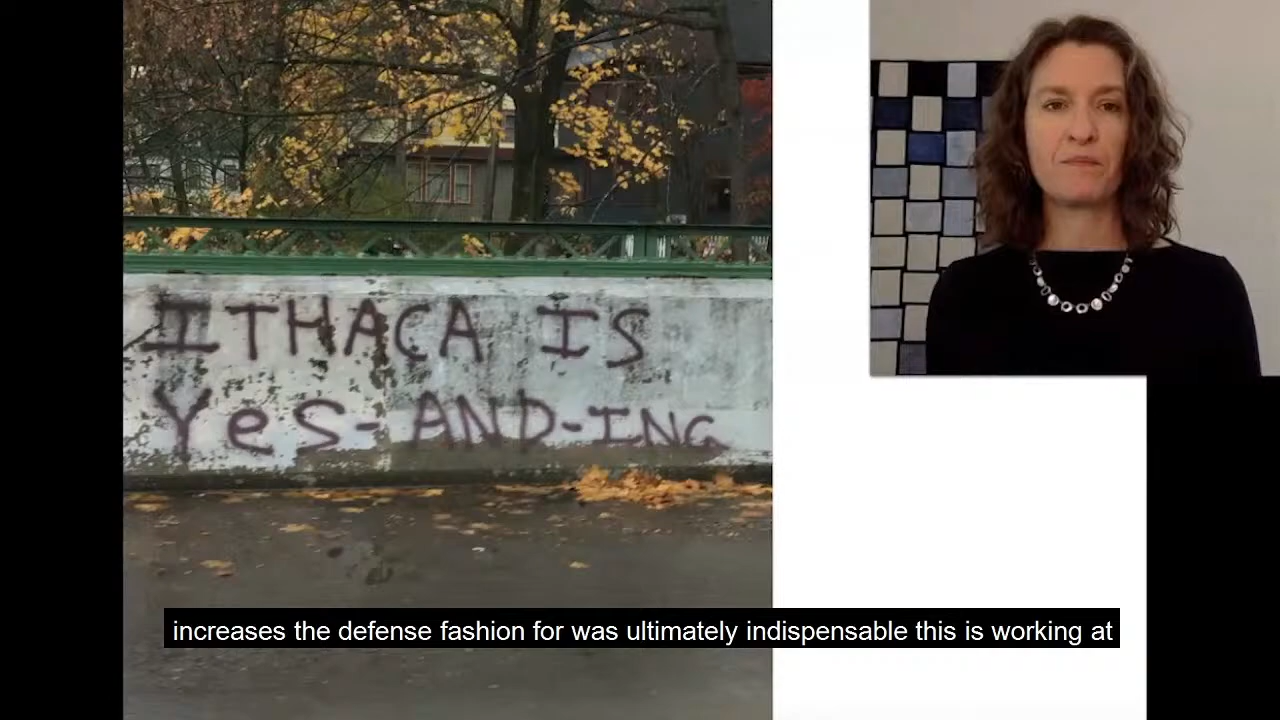 ITHACA IS
Yes-AND-ING
increases the defense fashion for was ultimately indispensable this is working at